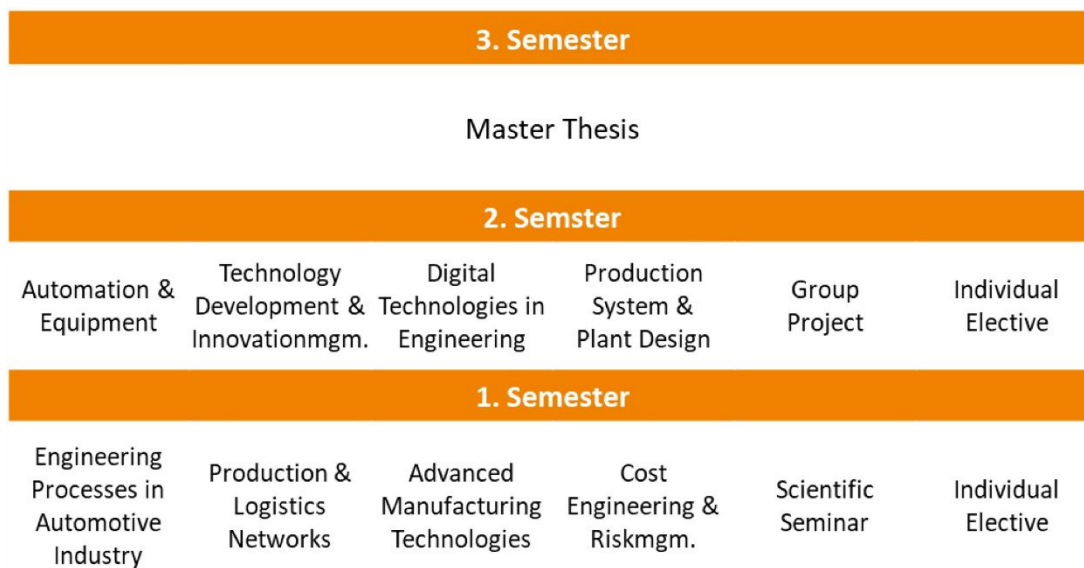 3. Semester
Master Thesis
2. Semster
Automation &
Equipment
Technology
Development &
Innovationmgm.
Digital
Technologies in
Engineering
Production
System &
Plant Design
Group
Project
Individual
Elective
1. Semester
Engineering
Processes in
Automotive
Industry
Production &
Logistics
Networks
Advanced
Manufacturing
Technologies
Cost
Engineering &
Riskmgm.
Scientific
Seminar
Individual
Elective